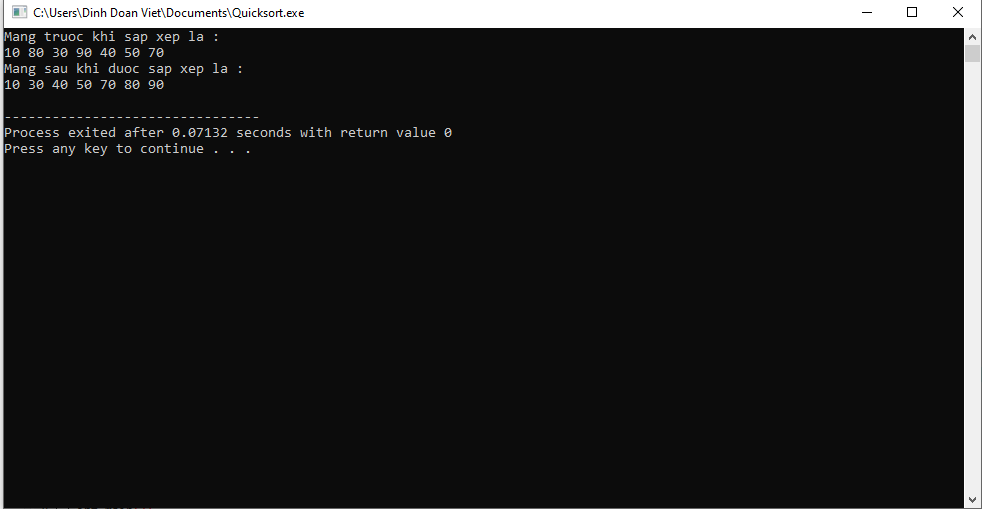 C:\Users\Dinh Doan Viet\Documents\Quicksort.exe
Mang truoc khi sap xep la :
10 80 30 90 40 50 70
Mang sau khi duoc sap xep la :
10 30 40 50 70 80 90
--------------------------------
Process exited after 0.07132 seconds with return value 0
Press any key to continue . . .